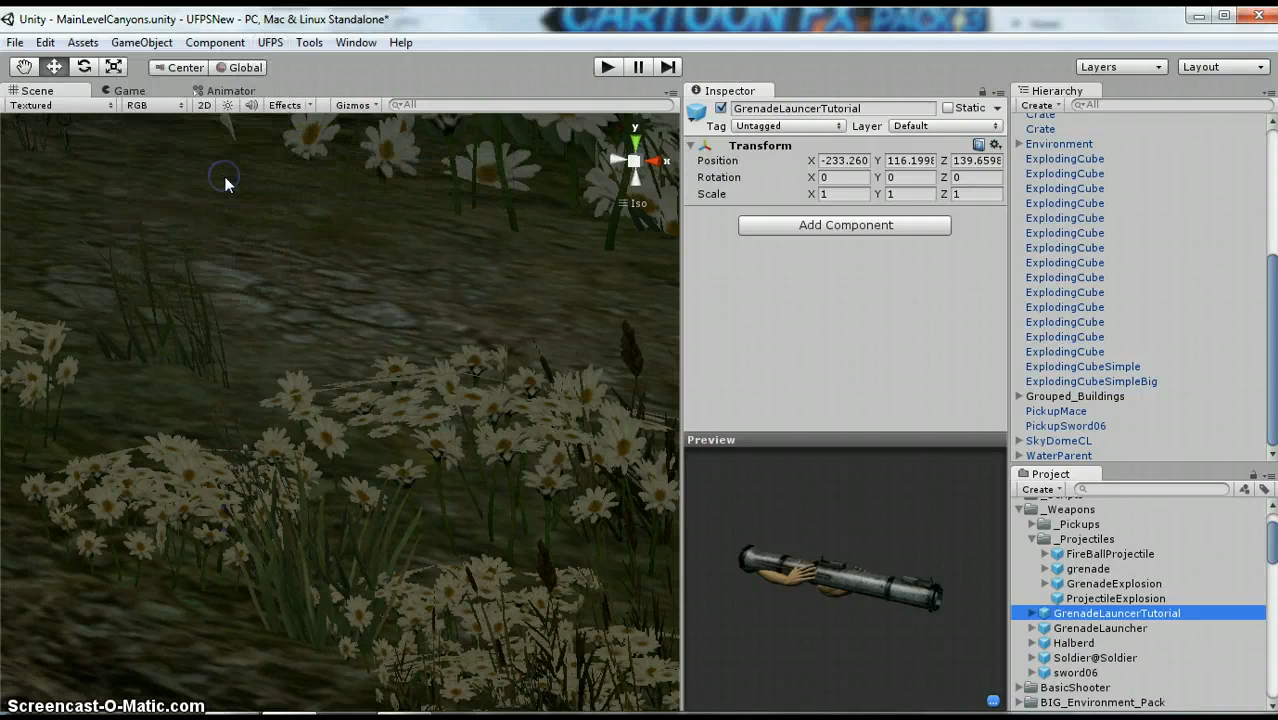 Unity - MainLevelCanyons.unity - UFPSNew - PC, Mac & Linux Standalone*
CARTOON FX PACK 3
File Edit Assets GameObject Component UFPS Tools Window Help
Center Global Layers Layout
Scene Game Animator
Textured RGB 2D Effects Gizmos All
y
x
Iso
Inspector
GrenadeLauncerTutorial Static
Tag Untagged Layer Default
Transform
Position X -233.260 Y 116.1998 Z 139.6598
Rotation X 0 Y 0 Z 0
Scale X 1 Y 1 Z 1
Add Component
Preview
Hierarchy
Create All
Crate
Crate
Environment
ExplodingCube
ExplodingCube
ExplodingCube
ExplodingCube
ExplodingCube
ExplodingCube
ExplodingCube
ExplodingCube
ExplodingCube
ExplodingCube
ExplodingCube
ExplodingCube
ExplodingCube
ExplodingCube
ExplodingCubeSimple
ExplodingCubeSimpleBig
Grouped_Buildings
PickupMace
PickupSword06
SkyDomeCL
WaterParent
Project
Create
_Scripts
_Weapons
_Pickups
_Projectiles
FireBallProjectile
grenade
GrenadeExplosion
ProjectileExplosion
GrenadeLauncerTutorial
GrenadeLauncher
Halberd
Soldier@Soldier
sword06
BasicShooter
BIG_Environment_Pack
Screencast-O-Matic.com